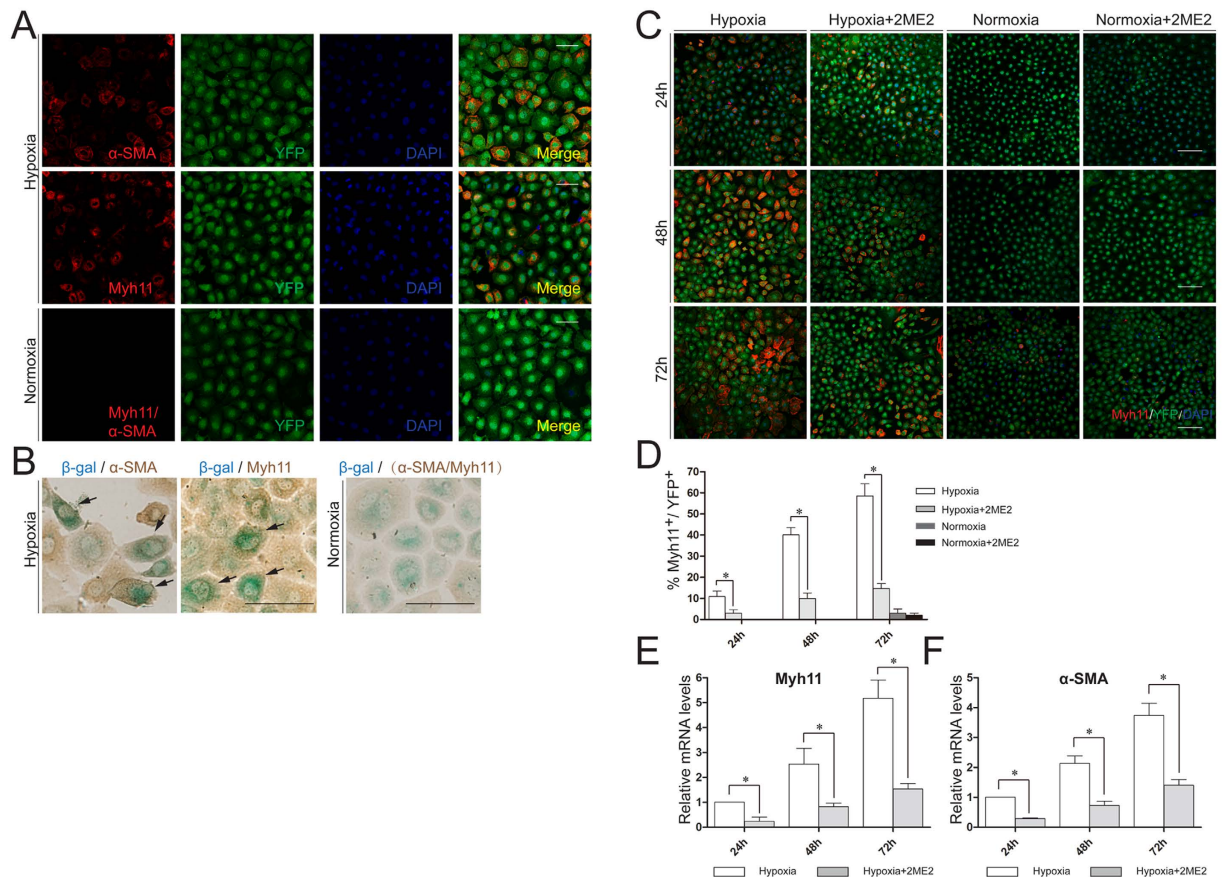 A
Hypoxia
α-SMA
YFP
DAPI
Merge
Myh11
YFP
DAPI
Merge
Normoxia
Myh11/
α-SMA
YFP
DAPI
Merge
B
β-gal / α-SMA
β-gal / Myh11
β-gal / (α-SMA/Myh11)
Hypoxia
Normoxia
C
Hypoxia
Hypoxia+2ME2
Normoxia
Normoxia+2ME2
24h
48h
72h
Myh11/YFP/DAPI
D
% Myh11+/ YFP+
70
60
50
40
30
20
10
0
*
*
*
24h
48h
72h
Hypoxia
Hypoxia+2ME2
Normoxia
Normoxia+2ME2
E
Myh11
Relative mRNA levels
6
5
4
3
2
1
0
*
*
*
24h
48h
72h
Hypoxia
Hypoxia+2ME2
F
α-SMA
Relative mRNA levels
5
4
3
2
1
0
*
*
*
24h
48h
72h
Hypoxia
Hypoxia+2ME2